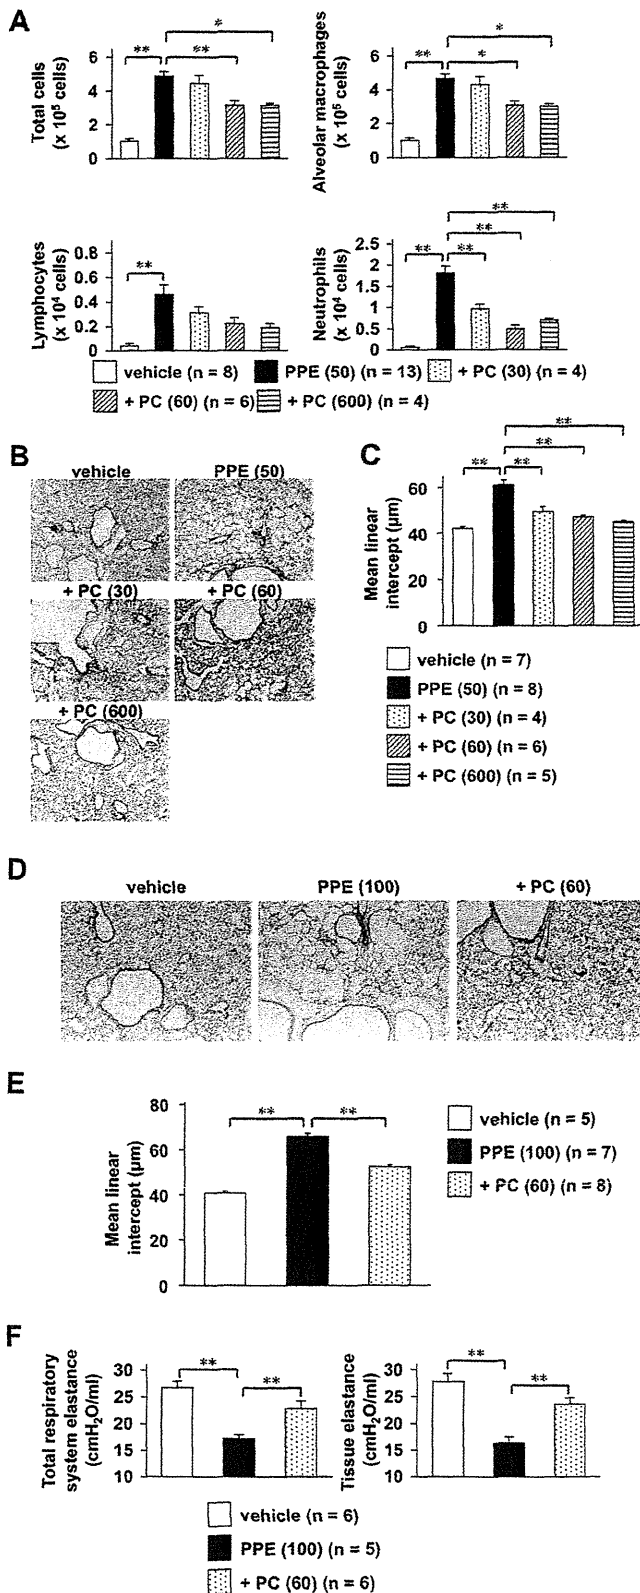 A
Total cells
(x 10⁵ cells)
6
4
2
0
**
**
*
Alveolar macrophages
(x 10⁵ cells)
6
4
2
0
**
*
*
Lymphocytes
(x 10⁴ cells)
0.8
0.6
0.4
0.2
0
**
Neutrophils
(x 10⁴ cells)
2.5
2
1.5
1
0.5
0
**
**
**
**
vehicle (n = 8)
PPE (50) (n = 13)
+ PC (30) (n = 4)
+ PC (60) (n = 6)
+ PC (600) (n = 4)
B
vehicle
PPE (50)
+ PC (30)
+ PC (60)
+ PC (600)
C
Mean linear
intercept (µm)
60
40
20
0
**
**
**
**
vehicle (n = 7)
PPE (50) (n = 8)
+ PC (30) (n = 4)
+ PC (60) (n = 6)
+ PC (600) (n = 5)
D
vehicle
PPE (100)
+ PC (60)
E
Mean linear
intercept (µm)
80
60
40
20
0
**
**
vehicle (n = 5)
PPE (100) (n = 7)
+ PC (60) (n = 8)
F
Total respiratory
system elastance
(cmH₂O/ml)
30
25
20
15
10
**
**
Tissue elastance
(cmH₂O/ml)
30
25
20
15
10
**
**
vehicle (n = 6)
PPE (100) (n = 5)
+ PC (60) (n = 6)